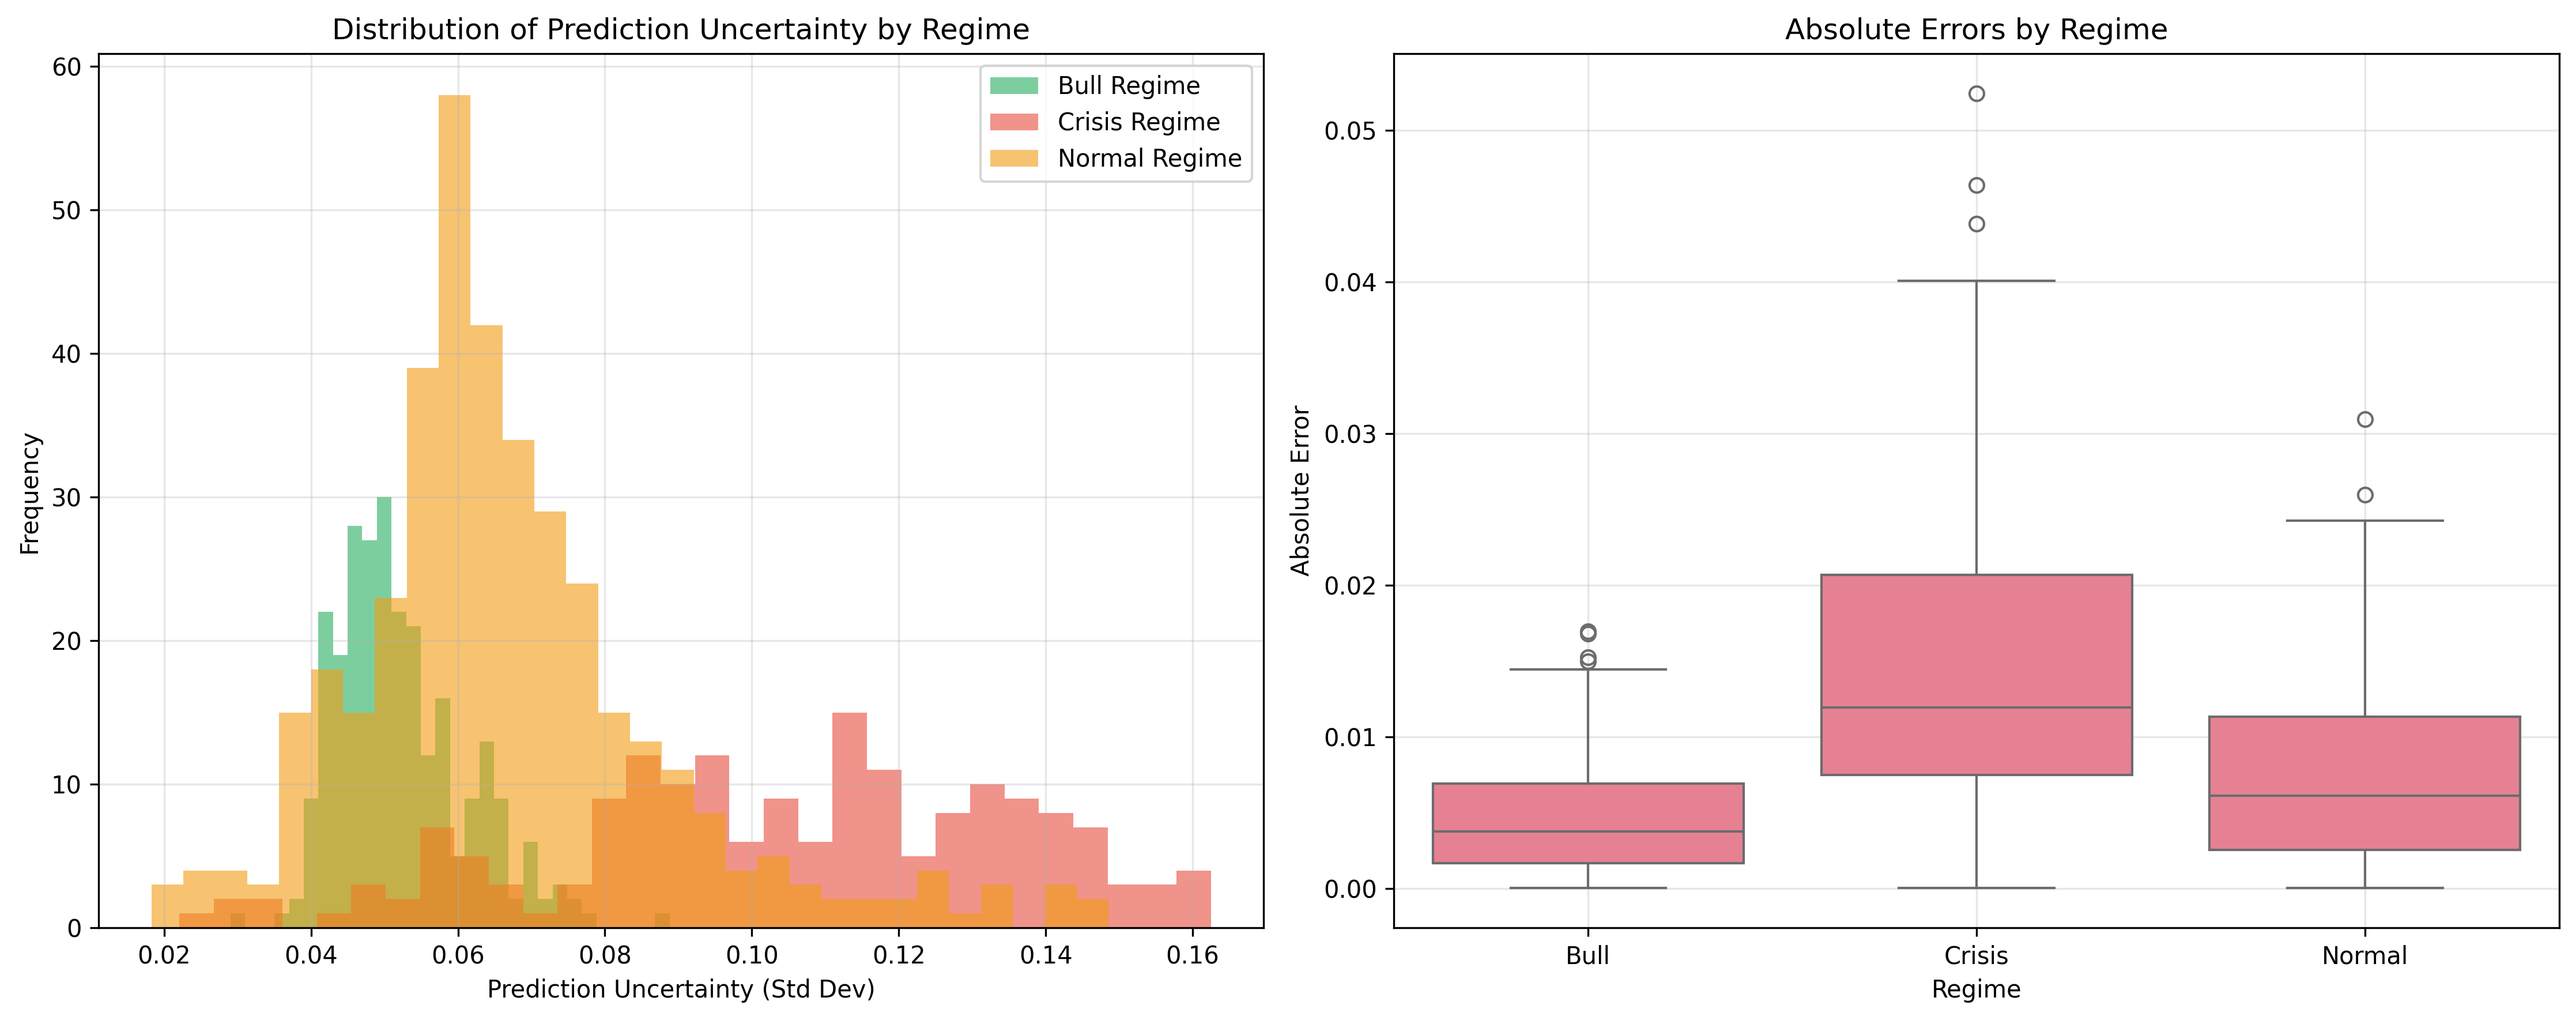 Distribution of Prediction Uncertainty by Regime
60
50
40
30
20
10
0
Frequency
Bull Regime
Crisis Regime
Normal Regime
0.02 0.04 0.06 0.08 0.10 0.12 0.14 0.16
Prediction Uncertainty (Std Dev)
Absolute Errors by Regime
0.05
0.04
0.03
0.02
0.01
0.00
Absolute Error
Bull Crisis Normal
Regime